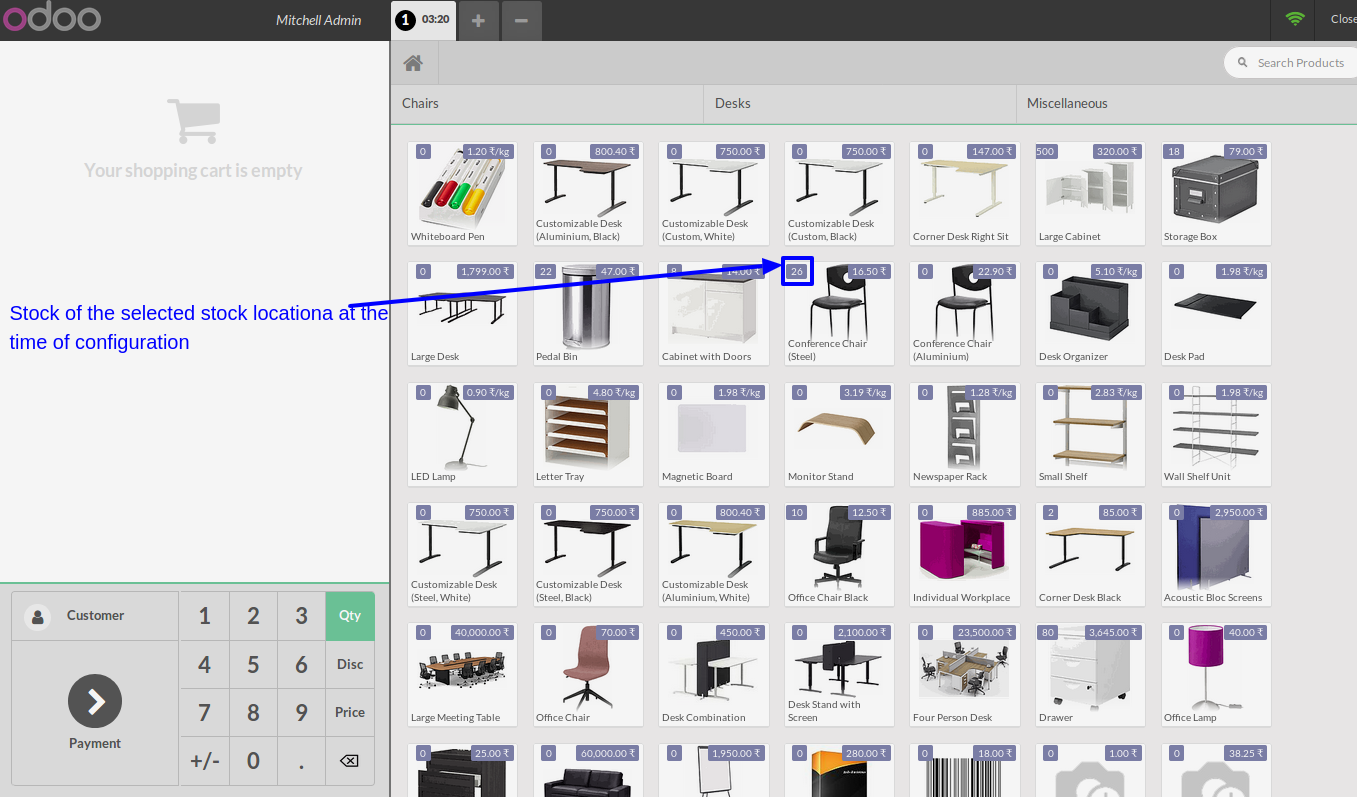 odoo
Mitchell Admin
1 03:20 + −
Close
Search Products
Your shopping cart is empty
Chairs Desks Miscellaneous
0 1.20 ₹/kg
Whiteboard Pen
0 800.40 ₹
Customizable Desk
(Aluminium, Black)
0 750.00 ₹
Customizable Desk
(Custom, White)
0 750.00 ₹
Customizable Desk
(Custom, Black)
0 147.00 ₹
Corner Desk Right Sit
500 320.00 ₹
Large Cabinet
18 79.00 ₹
Storage Box
0 1,799.00 ₹
Large Desk
22 47.00 ₹
Pedal Bin
8 14.00 ₹
Cabinet with Doors
26 16.50 ₹
Conference Chair
(Steel)
0 22.90 ₹
Conference Chair
(Aluminium)
0 5.10 ₹/kg
Desk Organizer
0 1.98 ₹/kg
Desk Pad
Stock of the selected stock locationa at the
time of configuration
0 0.90 ₹/kg
LED Lamp
0 4.80 ₹/kg
Letter Tray
0 1.98 ₹/kg
Magnetic Board
0 3.19 ₹/kg
Monitor Stand
0 1.28 ₹/kg
Newspaper Rack
0 2.83 ₹/kg
Small Shelf
0 1.98 ₹/kg
Wall Shelf Unit
0 750.00 ₹
Customizable Desk
(Steel, White)
0 750.00 ₹
Customizable Desk
(Steel, Black)
0 800.40 ₹
Customizable Desk
(Aluminium, White)
10 12.50 ₹
Office Chair Black
0 885.00 ₹
Individual Workplace
2 85.00 ₹
Corner Desk Black
0 2,950.00 ₹
Acoustic Bloc Screens
0 40,000.00 ₹
Large Meeting Table
0 70.00 ₹
Office Chair
0 450.00 ₹
Desk Combination
0 2,100.00 ₹
Desk Stand with
Screen
0 23,500.00 ₹
Four Person Desk
80 3,645.00 ₹
Drawer
0 40.00 ₹
Office Lamp
0 25.00 ₹
0 60,000.00 ₹
0 1,950.00 ₹
0 280.00 ₹
0 18.00 ₹
0 1.00 ₹
0 38.25 ₹
Customer
Payment
1 2 3 Qty
4 5 6 Disc
7 8 9 Price
+/- 0 .